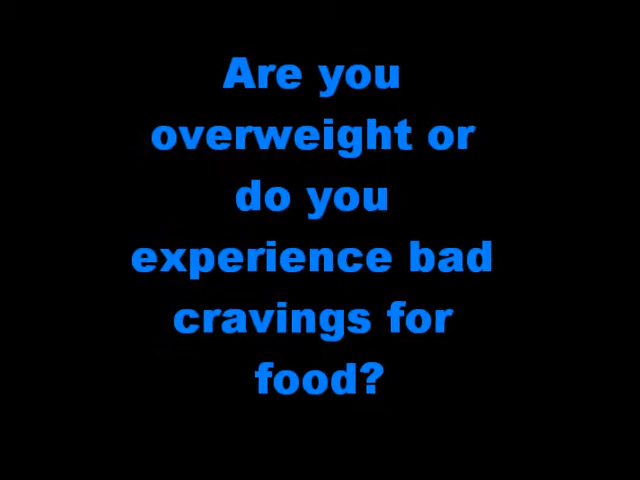 Are you
overweight or
do you
experience bad
cravings for
food?